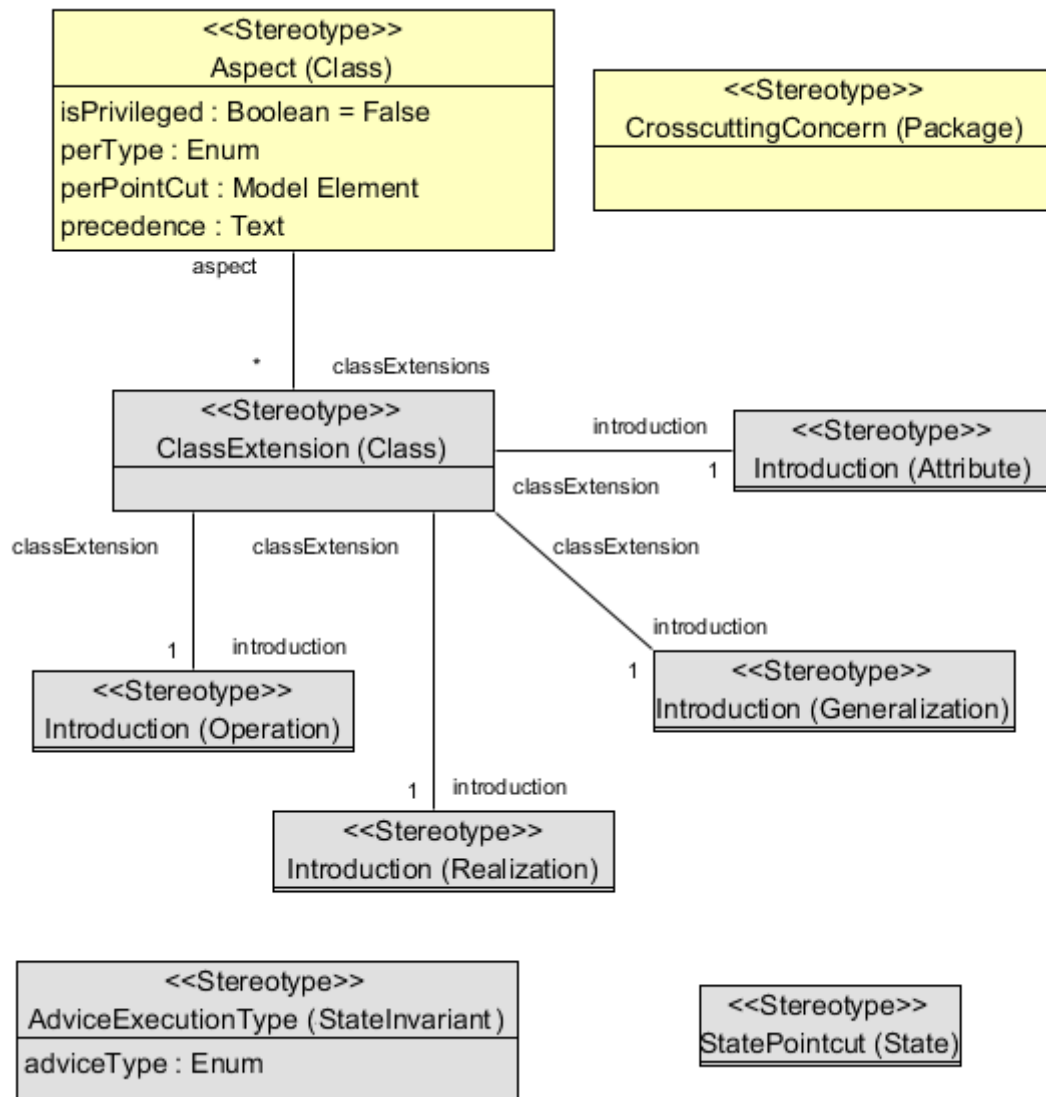 <<Stereotype>>
Aspect (Class)
isPrivileged : Boolean = False
perType : Enum
perPointCut : Model Element
precedence : Text
<<Stereotype>>
CrosscuttingConcern (Package)
aspect
*
classExtensions
<<Stereotype>>
ClassExtension (Class)
introduction
1
classExtension
<<Stereotype>>
Introduction (Attribute)
classExtension
classExtension
classExtension
1
introduction
<<Stereotype>>
Introduction (Operation)
introduction
1
<<Stereotype>>
Introduction (Generalization)
1
introduction
<<Stereotype>>
Introduction (Realization)
<<Stereotype>>
AdviceExecutionType (StateInvariant)
adviceType : Enum
<<Stereotype>>
StatePointcut (State)